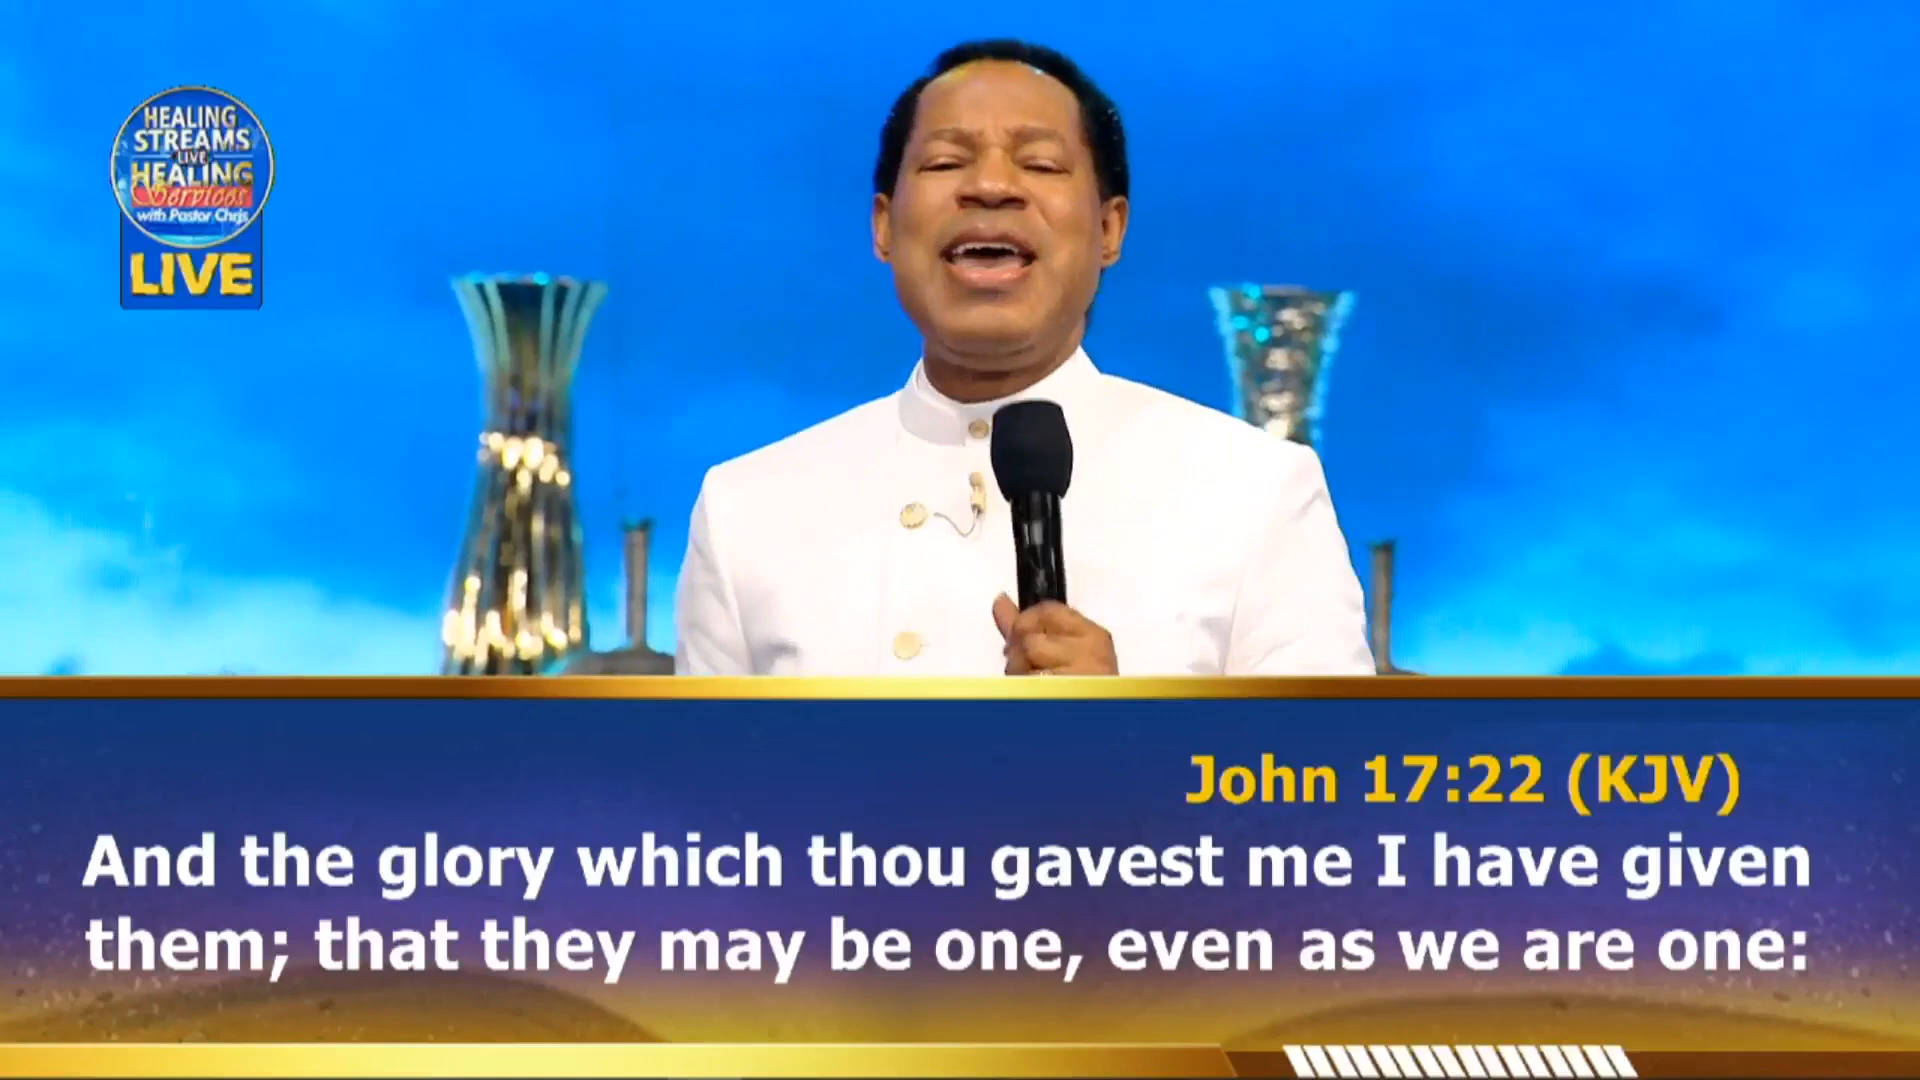 HEALING
STREAMS
LIVE
HEALING
Services
with Pastor Chris
LIVE
John 17:22 (KJV)
And the glory which thou gavest me I have given
them; that they may be one, even as we are one: